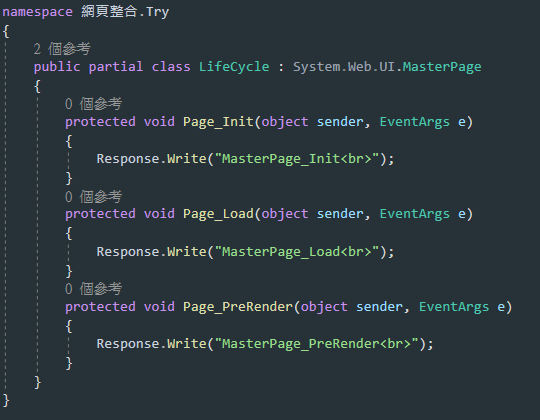 namespace 網頁整合.Try
{
2 個參考
public partial class LifeCycle : System.Web.UI.MasterPage
{
0 個參考
protected void Page_Init(object sender, EventArgs e)
{
Response.Write("MasterPage_Init<br>");
}
0 個參考
protected void Page_Load(object sender, EventArgs e)
{
Response.Write("MasterPage_Load<br>");
}
0 個參考
protected void Page_PreRender(object sender, EventArgs e)
{
Response.Write("MasterPage_PreRender<br>");
}
}
}